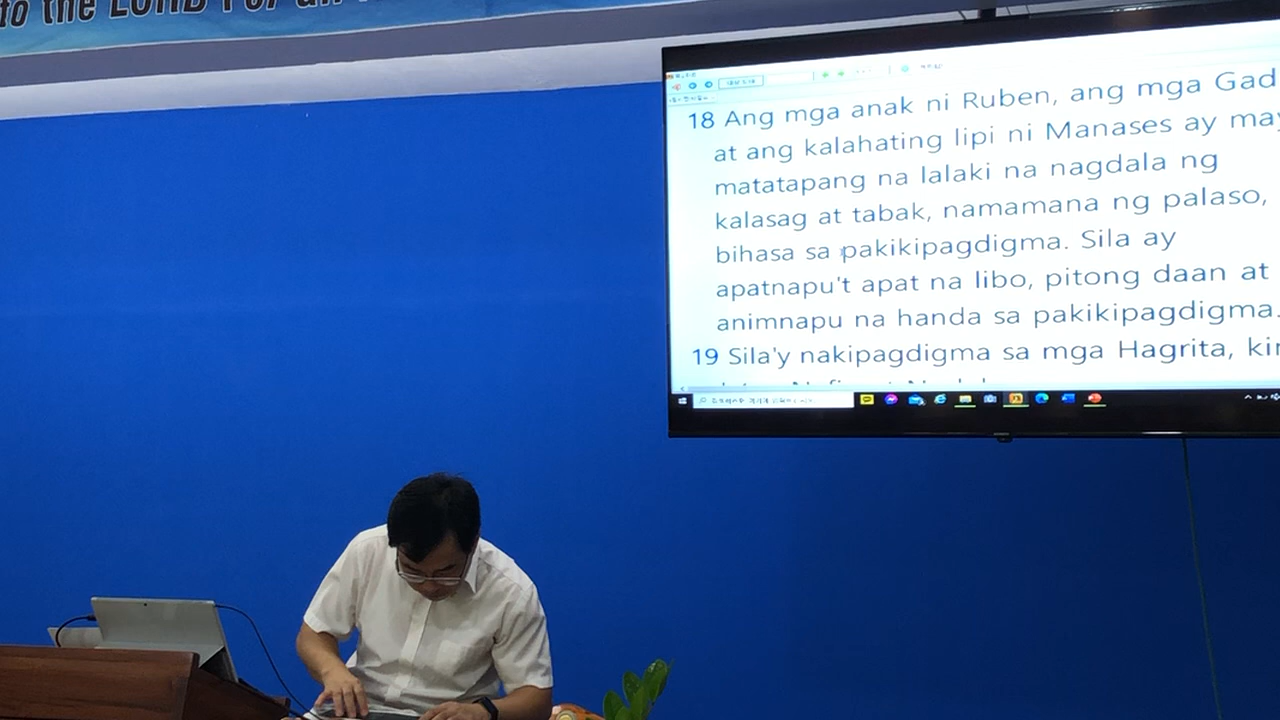 to the LORD For
18 Ang mga anak ni Ruben, ang mga Gad
at ang kalahating lipi ni Manases ay may
matatapang na lalaki na nagdala ng
kalasag at tabak, namamana ng palaso,
bihasa sa pakikipagdigma. Sila ay
apatnapu't apat na libo, pitong daan at
animnapu na handa sa pakikipagdigma.
19 Sila'y nakipagdigma sa mga Hagrita,